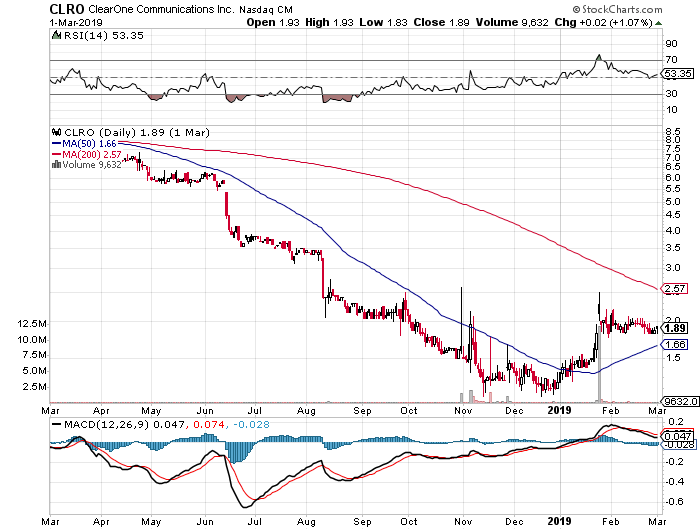 CLRO ClearOne Communications Inc. Nasdaq CM
© StockCharts.com
1-Mar-2019
Open 1.93 High 1.93 Low 1.83 Close 1.89 Volume 9,632 Chg +0.02 (+1.07%)
RSI(14) 53.35
90
70
53.35
50
30
10
CLRO (Daily) 1.89 (1 Mar)
MA(50) 1.66
MA(200) 2.57
Volume 9,632
8.5
8.0
7.5
7.0
6.5
6.0
5.5
5.0
4.5
4.0
3.5
3.0
2.57
2.0
1.89
1.66
1.5
9632.0
12.5M
10.0M
7.5M
5.0M
2.5M
Mar Apr May Jun Jul Aug Sep Oct Nov Dec 2019 Feb Mar
MACD(12,26,9) 0.047, 0.074, -0.028
0.2
0.047
-0.028
-0.2
-0.4
-0.6
Mar Apr May Jun Jul Aug Sep Oct Nov Dec 2019 Feb Mar